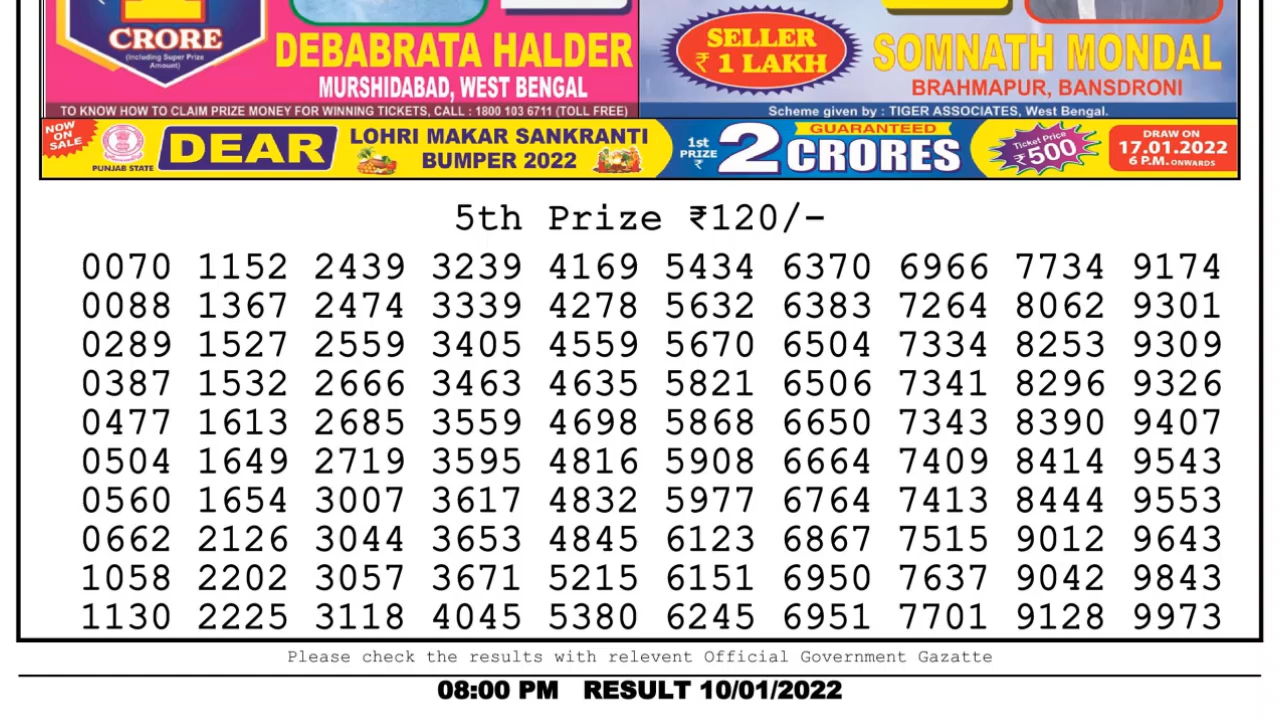 CRORE
(Including Super Prize
Amount)
DEBABRATA HALDER
MURSHIDABAD, WEST BENGAL
TO KNOW HOW TO CLAIM PRIZE MONEY FOR WINNING TICKETS, CALL : 1800 103 6711 (TOLL FREE)
SELLER
₹ 1 LAKH
SOMNATH MONDAL
BRAHMAPUR, BANSDRONI
Scheme given by : TIGER ASSOCIATES, West Bengal.
NOW
ON
SALE
PUNJAB STATE
DEAR
LOHRI MAKAR SANKRANTI
BUMPER 2022
1st
PRIZE
₹
2
GUARANTEED
CRORES
Ticket Price
₹500
DRAW ON
17.01.2022
6 P.M. ONWARDS
5th Prize ₹120/-
0070 1152 2439 3239 4169 5434 6370 6966 7734 9174
0088 1367 2474 3339 4278 5632 6383 7264 8062 9301
0289 1527 2559 3405 4559 5670 6504 7334 8253 9309
0387 1532 2666 3463 4635 5821 6506 7341 8296 9326
0477 1613 2685 3559 4698 5868 6650 7343 8390 9407
0504 1649 2719 3595 4816 5908 6664 7409 8414 9543
0560 1654 3007 3617 4832 5977 6764 7413 8444 9553
0662 2126 3044 3653 4845 6123 6867 7515 9012 9643
1058 2202 3057 3671 5215 6151 6950 7637 9042 9843
1130 2225 3118 4045 5380 6245 6951 7701 9128 9973
Please check the results with relevent Official Government Gazatte
08:00 PM RESULT 10/01/2022